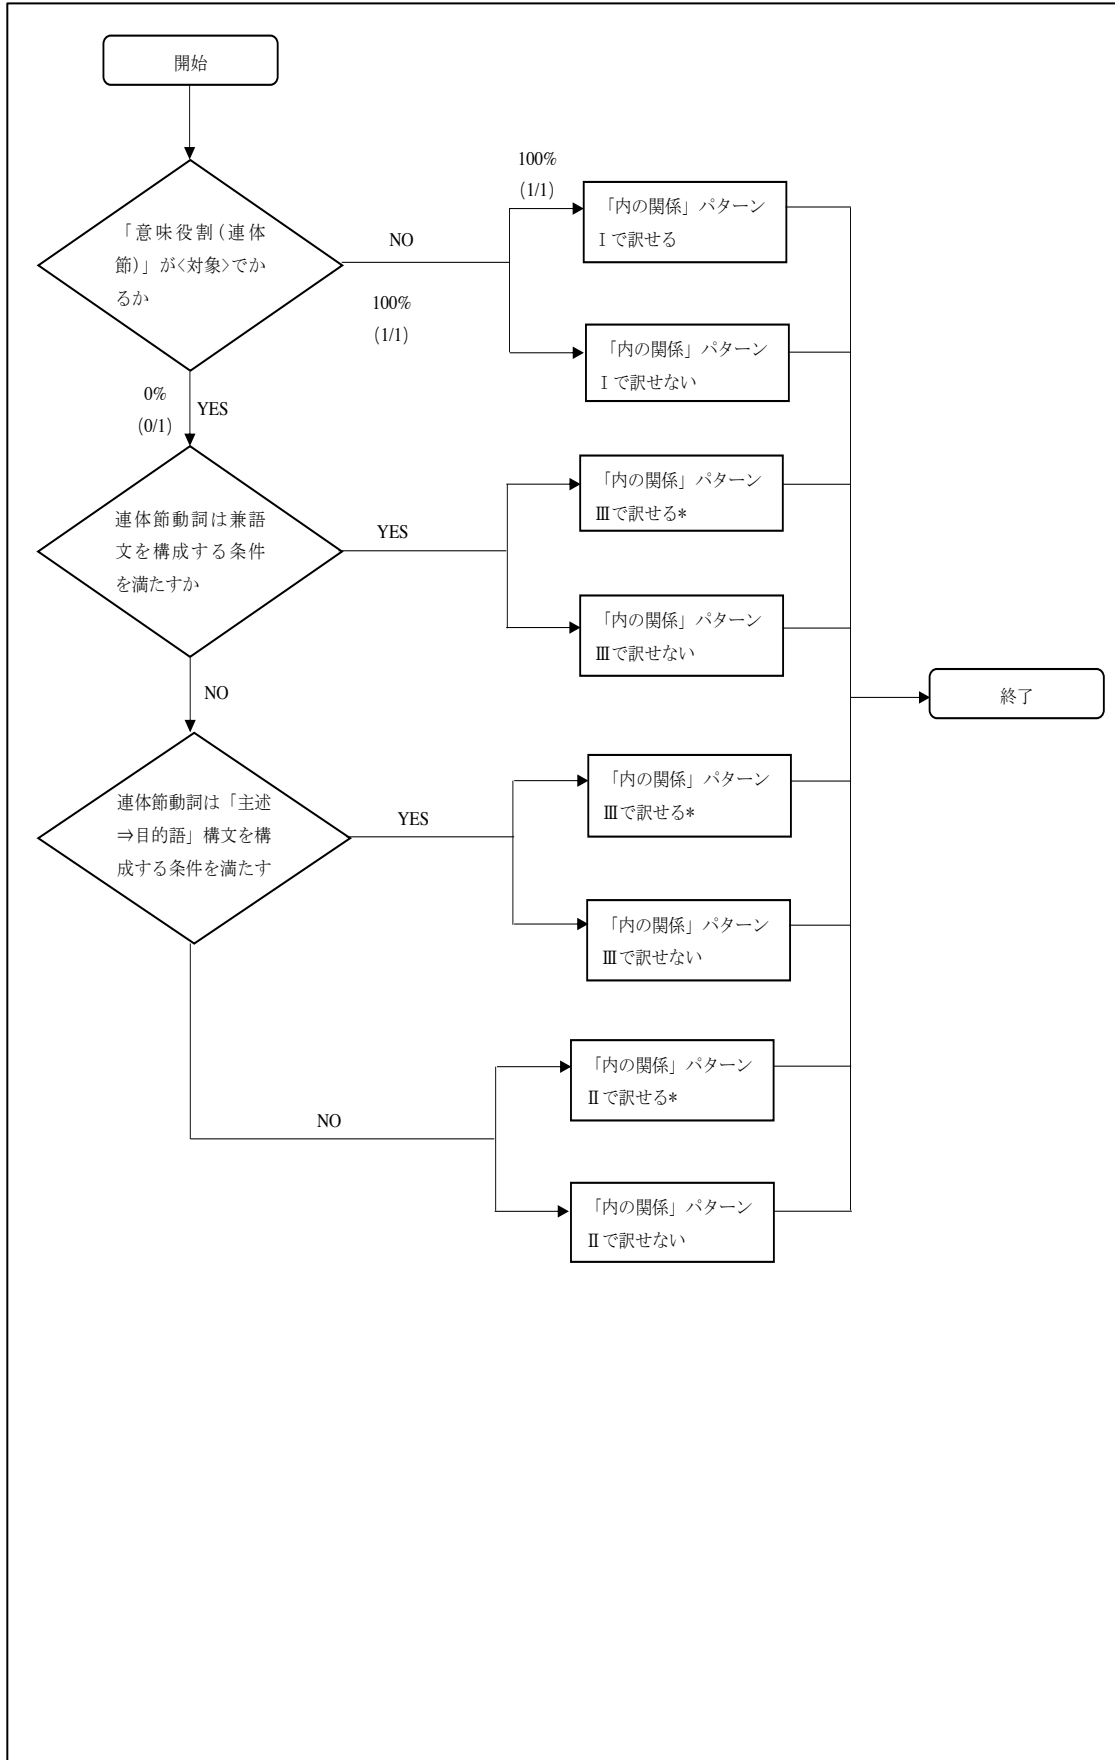 開始
100%
(1/1)
「意味役割(連体
節)」が<対象>でか
るか
NO
100%
(1/1)
「内の関係」パターン
Ⅰで訳せる
「内の関係」パターン
Ⅰで訳せない
0%
(0/1)
YES
連体節動詞は兼語
文を構成する条件
を満たすか
YES
「内の関係」パターン
Ⅲで訳せる*
「内の関係」パターン
Ⅲで訳せない
NO
終了
連体節動詞は「主述
⇒目的語」構文を構
成する条件を満たす
YES
「内の関係」パターン
Ⅲで訳せる*
「内の関係」パターン
Ⅲで訳せない
NO
「内の関係」パターン
Ⅱで訳せる*
「内の関係」パターン
Ⅱで訳せない